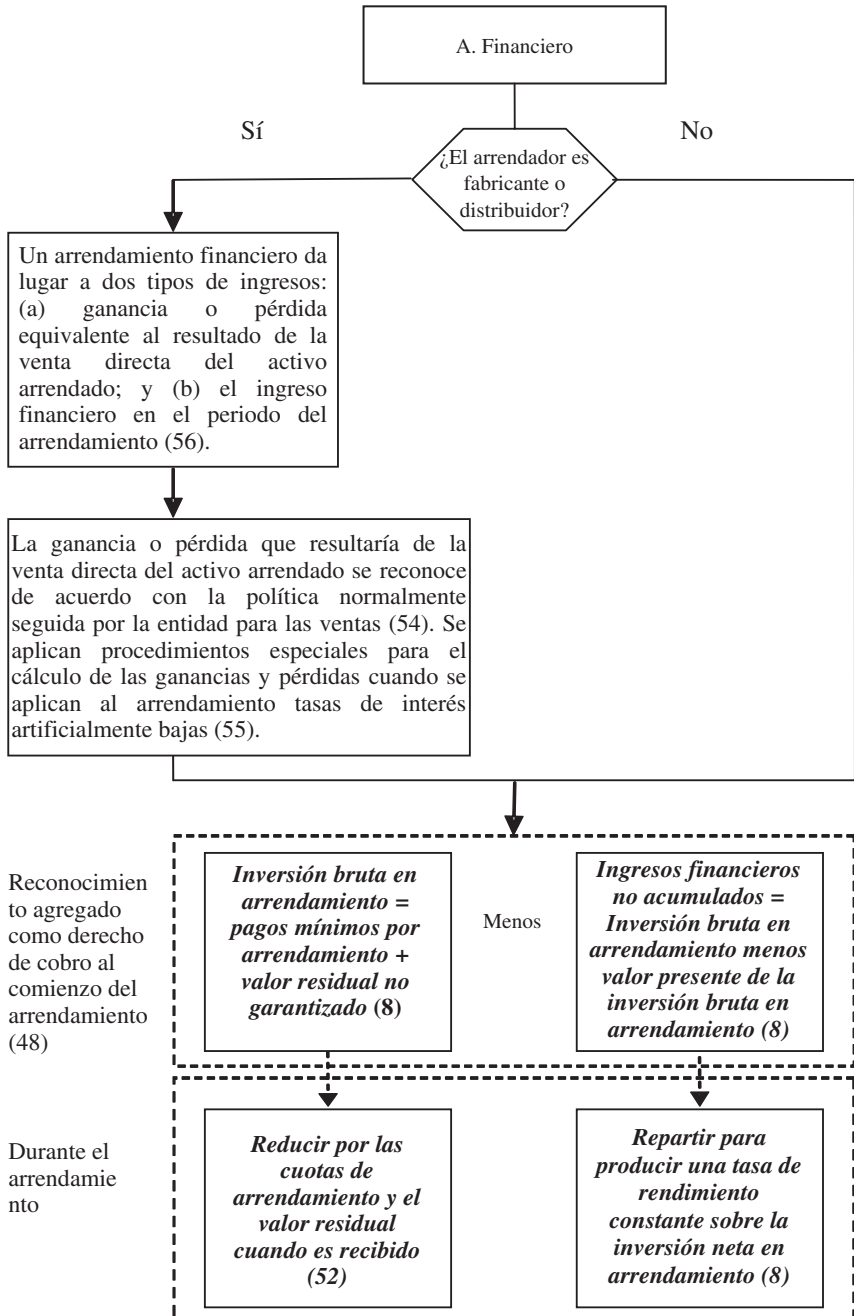 A. Financiero
Sí
No
¿El arrendador es
fabricante o
distribuidor?
Un arrendamiento financiero da
lugar a dos tipos de ingresos:
(a) ganancia o pérdida
equivalente al resultado de la
venta directa del activo
arrendado; y (b) el ingreso
financiero en el periodo del
arrendamiento (56).
La ganancia o pérdida que resultaría de la
venta directa del activo arrendado se reconoce
de acuerdo con la política normalmente
seguida por la entidad para las ventas (54). Se
aplican procedimientos especiales para el
cálculo de las ganancias y pérdidas cuando se
aplican al arrendamiento tasas de interés
artificialmente bajas (55).
Reconocimien
to agregado
como derecho
de cobro al
comienzo del
arrendamiento
(48)
Inversión bruta en
arrendamiento =
pagos mínimos por
arrendamiento +
valor residual no
garantizado (8)
Menos
Ingresos financieros
no acumulados =
Inversión bruta en
arrendamiento menos
valor presente de la
inversión bruta en
arrendamiento (8)
Durante el
arrendamie
nto
Reducir por las
cuotas de
arrendamiento y el
valor residual
cuando es recibido
(52)
Repartir para
producir una tasa de
rendimiento
constante sobre la
inversión neta en
arrendamiento (8)